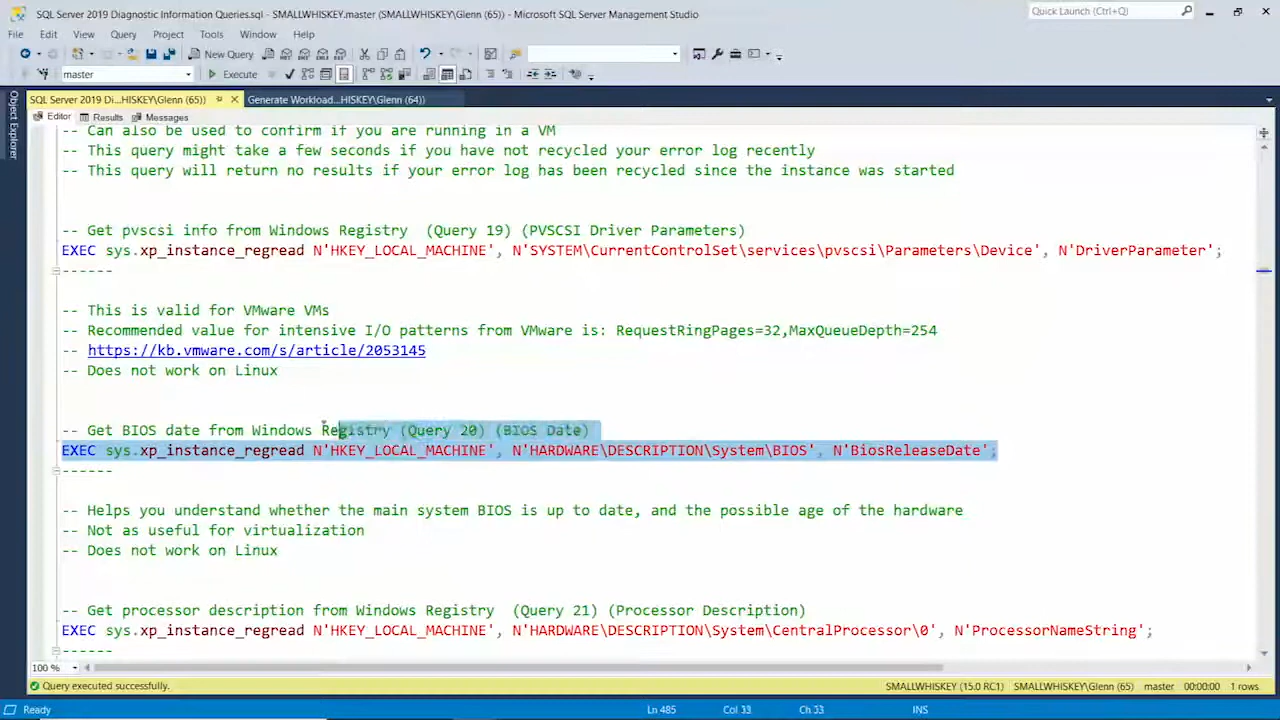 SQL Server 2019 Diagnostic Information Queries.sql - SMALLWHISKEY.master (SMALLWHISKEY\Glenn (65)) - Microsoft SQL Server Management Studio
Quick Launch (Ctrl+Q)
File Edit View Query Project Tools Window Help
New Query
master Execute
SQL Server 2019 Di...HISKEY\Glenn (65)) Generate Workload...HISKEY\Glenn (64))
Object Explorer
Editor Results Messages
-- Can also be used to confirm if you are running in a VM
-- This query might take a few seconds if you have not recycled your error log recently
-- This query will return no results if your error log has been recycled since the instance was started
-- Get pvscsi info from Windows Registry (Query 19) (PVSCSI Driver Parameters)
EXEC sys.xp_instance_regread N'HKEY_LOCAL_MACHINE', N'SYSTEM\CurrentControlSet\services\pvscsi\Parameters\Device', N'DriverParameter';
------
-- This is valid for VMware VMs
-- Recommended value for intensive I/O patterns from VMware is: RequestRingPages=32,MaxQueueDepth=254
-- https://kb.vmware.com/s/article/2053145
-- Does not work on Linux
-- Get BIOS date from Windows Registry (Query 20) (BIOS Date)
EXEC sys.xp_instance_regread N'HKEY_LOCAL_MACHINE', N'HARDWARE\DESCRIPTION\System\BIOS', N'BiosReleaseDate';
------
-- Helps you understand whether the main system BIOS is up to date, and the possible age of the hardware
-- Not as useful for virtualization
-- Does not work on Linux
-- Get processor description from Windows Registry (Query 21) (Processor Description)
EXEC sys.xp_instance_regread N'HKEY_LOCAL_MACHINE', N'HARDWARE\DESCRIPTION\System\CentralProcessor\0', N'ProcessorNameString';
------
100 %
Query executed successfully. SMALLWHISKEY (15.0 RC1) SMALLWHISKEY\Glenn (65) master 00:00:00 1 rows
Ready Ln 485 Col 33 Ch 33 INS